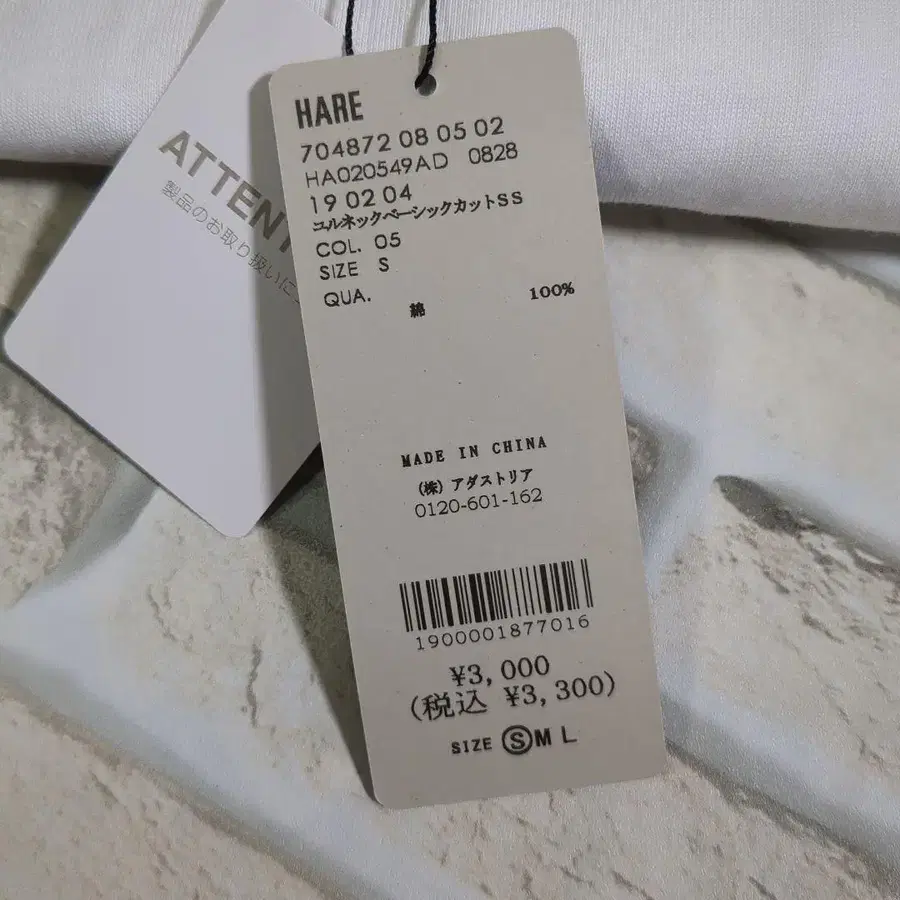 HARE
704872 08 05 02
HA020549AD 0828
19 02 04
ユルネックベーシックカットSS
COL. 05
SIZE S
QUA.
綿 100%
MADE IN CHINA
(株) アダストリア
0120-601-162
1900001877016
¥3,000
(税込 ¥3,300)
SIZE S M L
ATTENT
製品のお取り扱いに